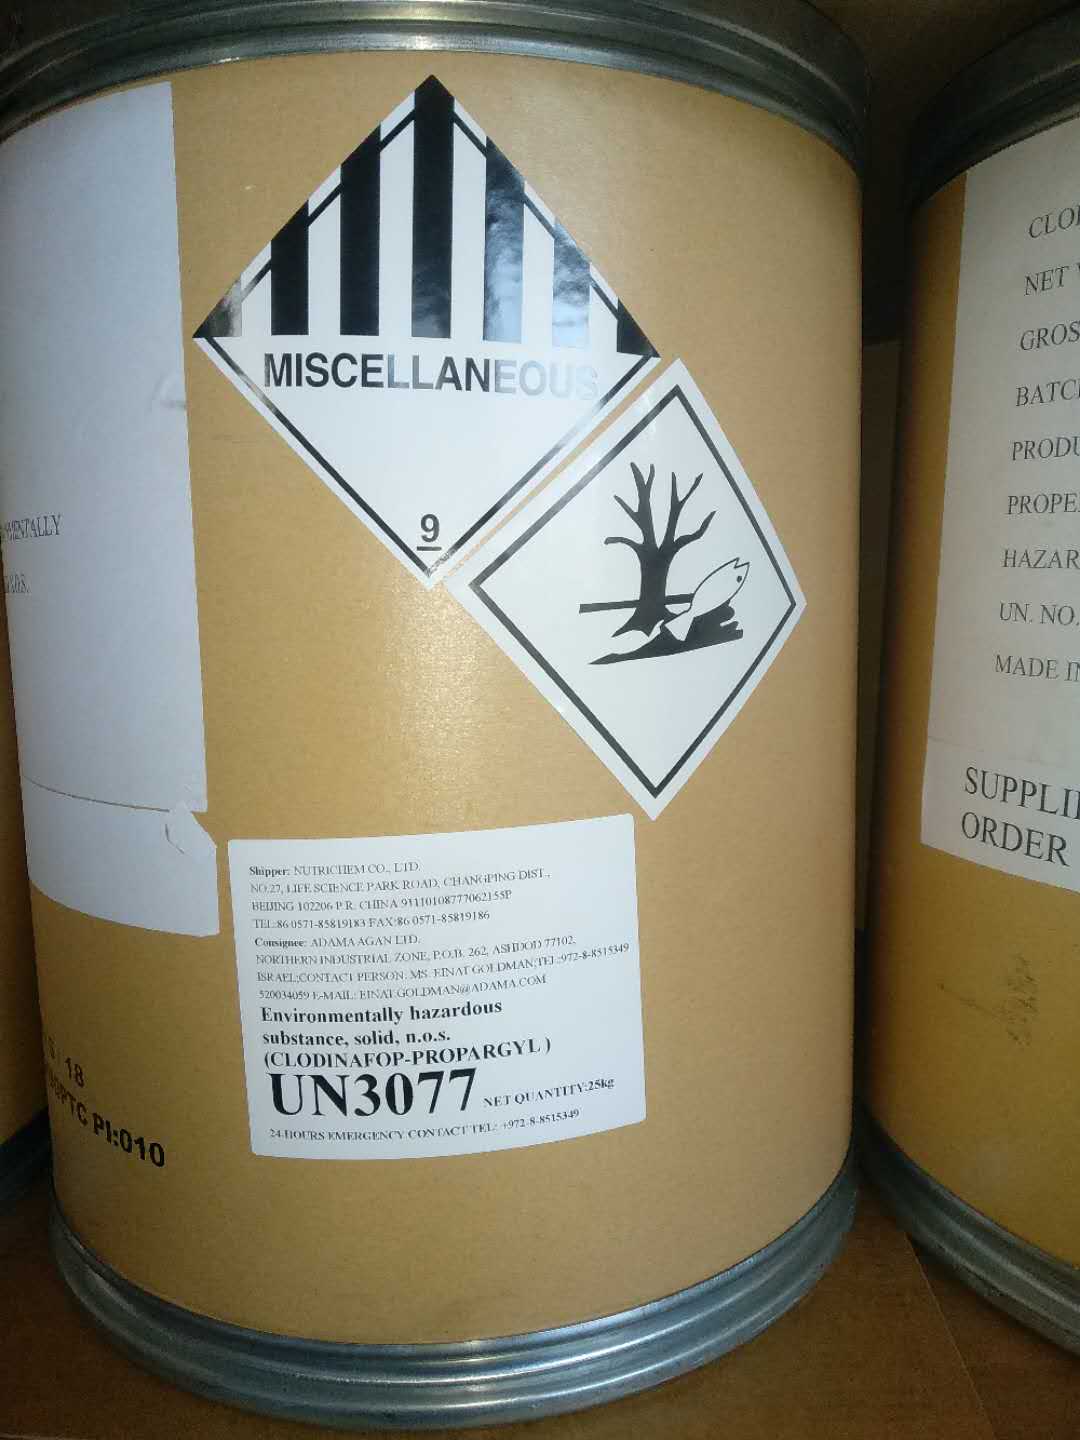 MISCELLANEOUS
9
Shipper: NUTRICHEM CO., LTD.
NO.27, LIFE SCIENCE PARK ROAD, CHANGPING DIST.,
BEIJING 102206 P.R. CHINA 91110108777062155P
TEL:86 0571-85819183 FAX:86 0571-85819186
Consignee: ADAMA AGAN LTD.
NORTHERN INDUSTRIAL ZONE, P.O.B. 262, ASHDOD 77102,
ISRAEL;CONTACT PERSON: MS. EINAT GOLDMAN;TEL:972-8-8515349
520034059 E-MAIL: EINAT.GOLDMAN@ADAMA.COM
Environmentally hazardous
substance, solid, n.o.s.
(CLODINAFOP-PROPARGYL )
UN3077 NET QUANTITY:25kg
24-HOURS EMERGENCY CONTACT TEL: +972-8-8515349
18
PI:010
CLO
NET
GROS
BATC
PRODU
PROPE
HAZAR
UN. NO.
MADE IN
SUPPLI
ORDER